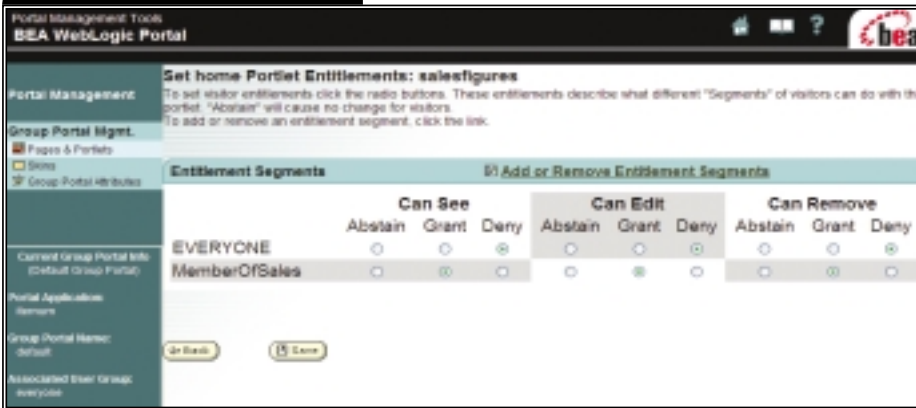 Portal Management Tools
BEA WebLogic Portal
?
bea
Portal Management
Set home Portlet Entitlements: salesfigures
To set visitor entitlements click the radio buttons. These entitlements describe what different "Segments" of visitors can do with th
portlet. "Abstain" will cause no change for visitors.
To add or remove an entitlement segment, click the link.
Group Portal Mgmt.
Pages & Portlets
Skins
Group Portal Attributes
Entitlement Segments
Add or Remove Entitlement Segments
Can See Can Edit Can Remove
Abstain Grant Deny Abstain Grant Deny Abstain Grant Deny
EVERYONE
MemberOfSales
Current Group Portal Info
(Default Group Portal)
Portal Application:
Group Portal Name:
default
Associated User Group:
everyone
Back
Save